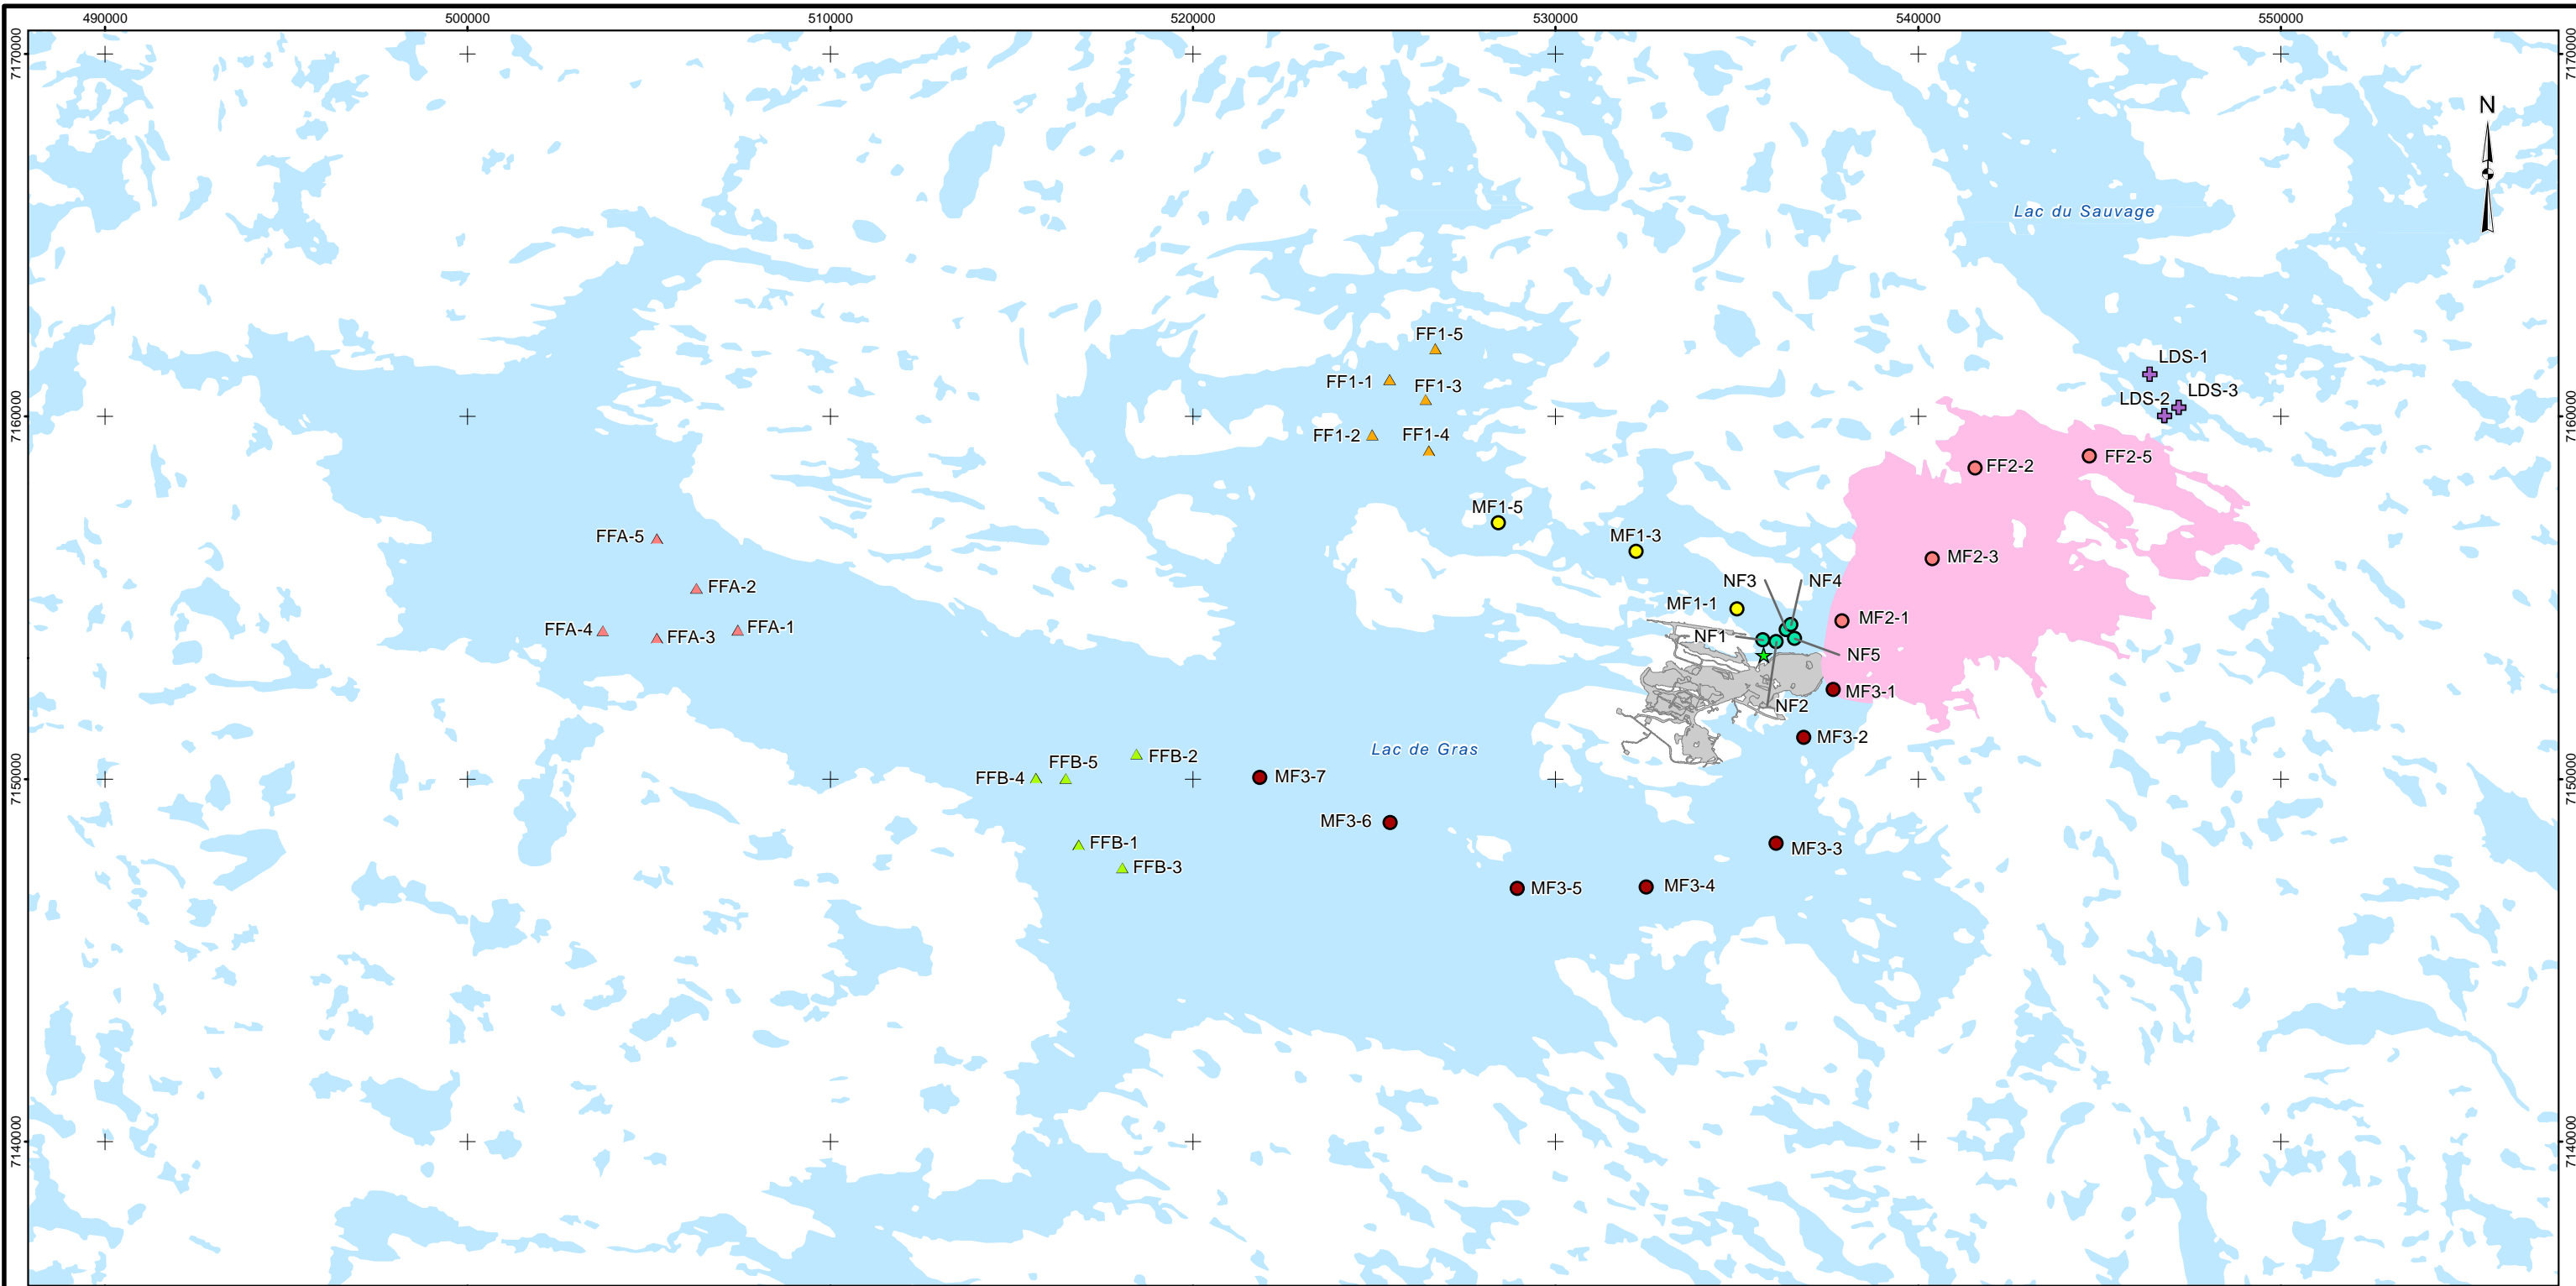 490000
500000
510000
520000
530000
540000
550000
7170000
7170000
N
Lac du Sauvage
FF1-5
LDS-1
FF1-1
FF1-3
LDS-3
LDS-2
7160000
7160000
FF1-2
FF1-4
FF2-2
FF2-5
MF1-5
FFA-5
MF1-3
MF2-3
NF3
NF4
FFA-2
MF1-1
MF2-1
FFA-4
FFA-3
FFA-1
NF1
NF5
MF3-1
NF2
MF3-2
Lac de Gras
FFB-2
FFB-5
FFB-4
MF3-7
7150000
7150000
MF3-6
FFB-1
MF3-3
FFB-3
MF3-5
MF3-4
7140000
7140000